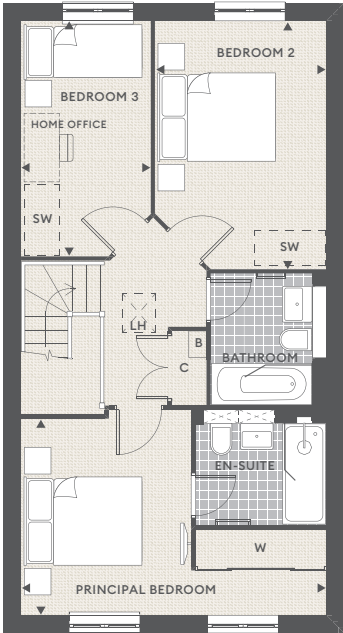 BEDROOM 2
BEDROOM 3
HOME OFFICE
SW
SW
LH
B
C
BATHROOM
EN-SUITE
W
PRINCIPAL BEDROOM